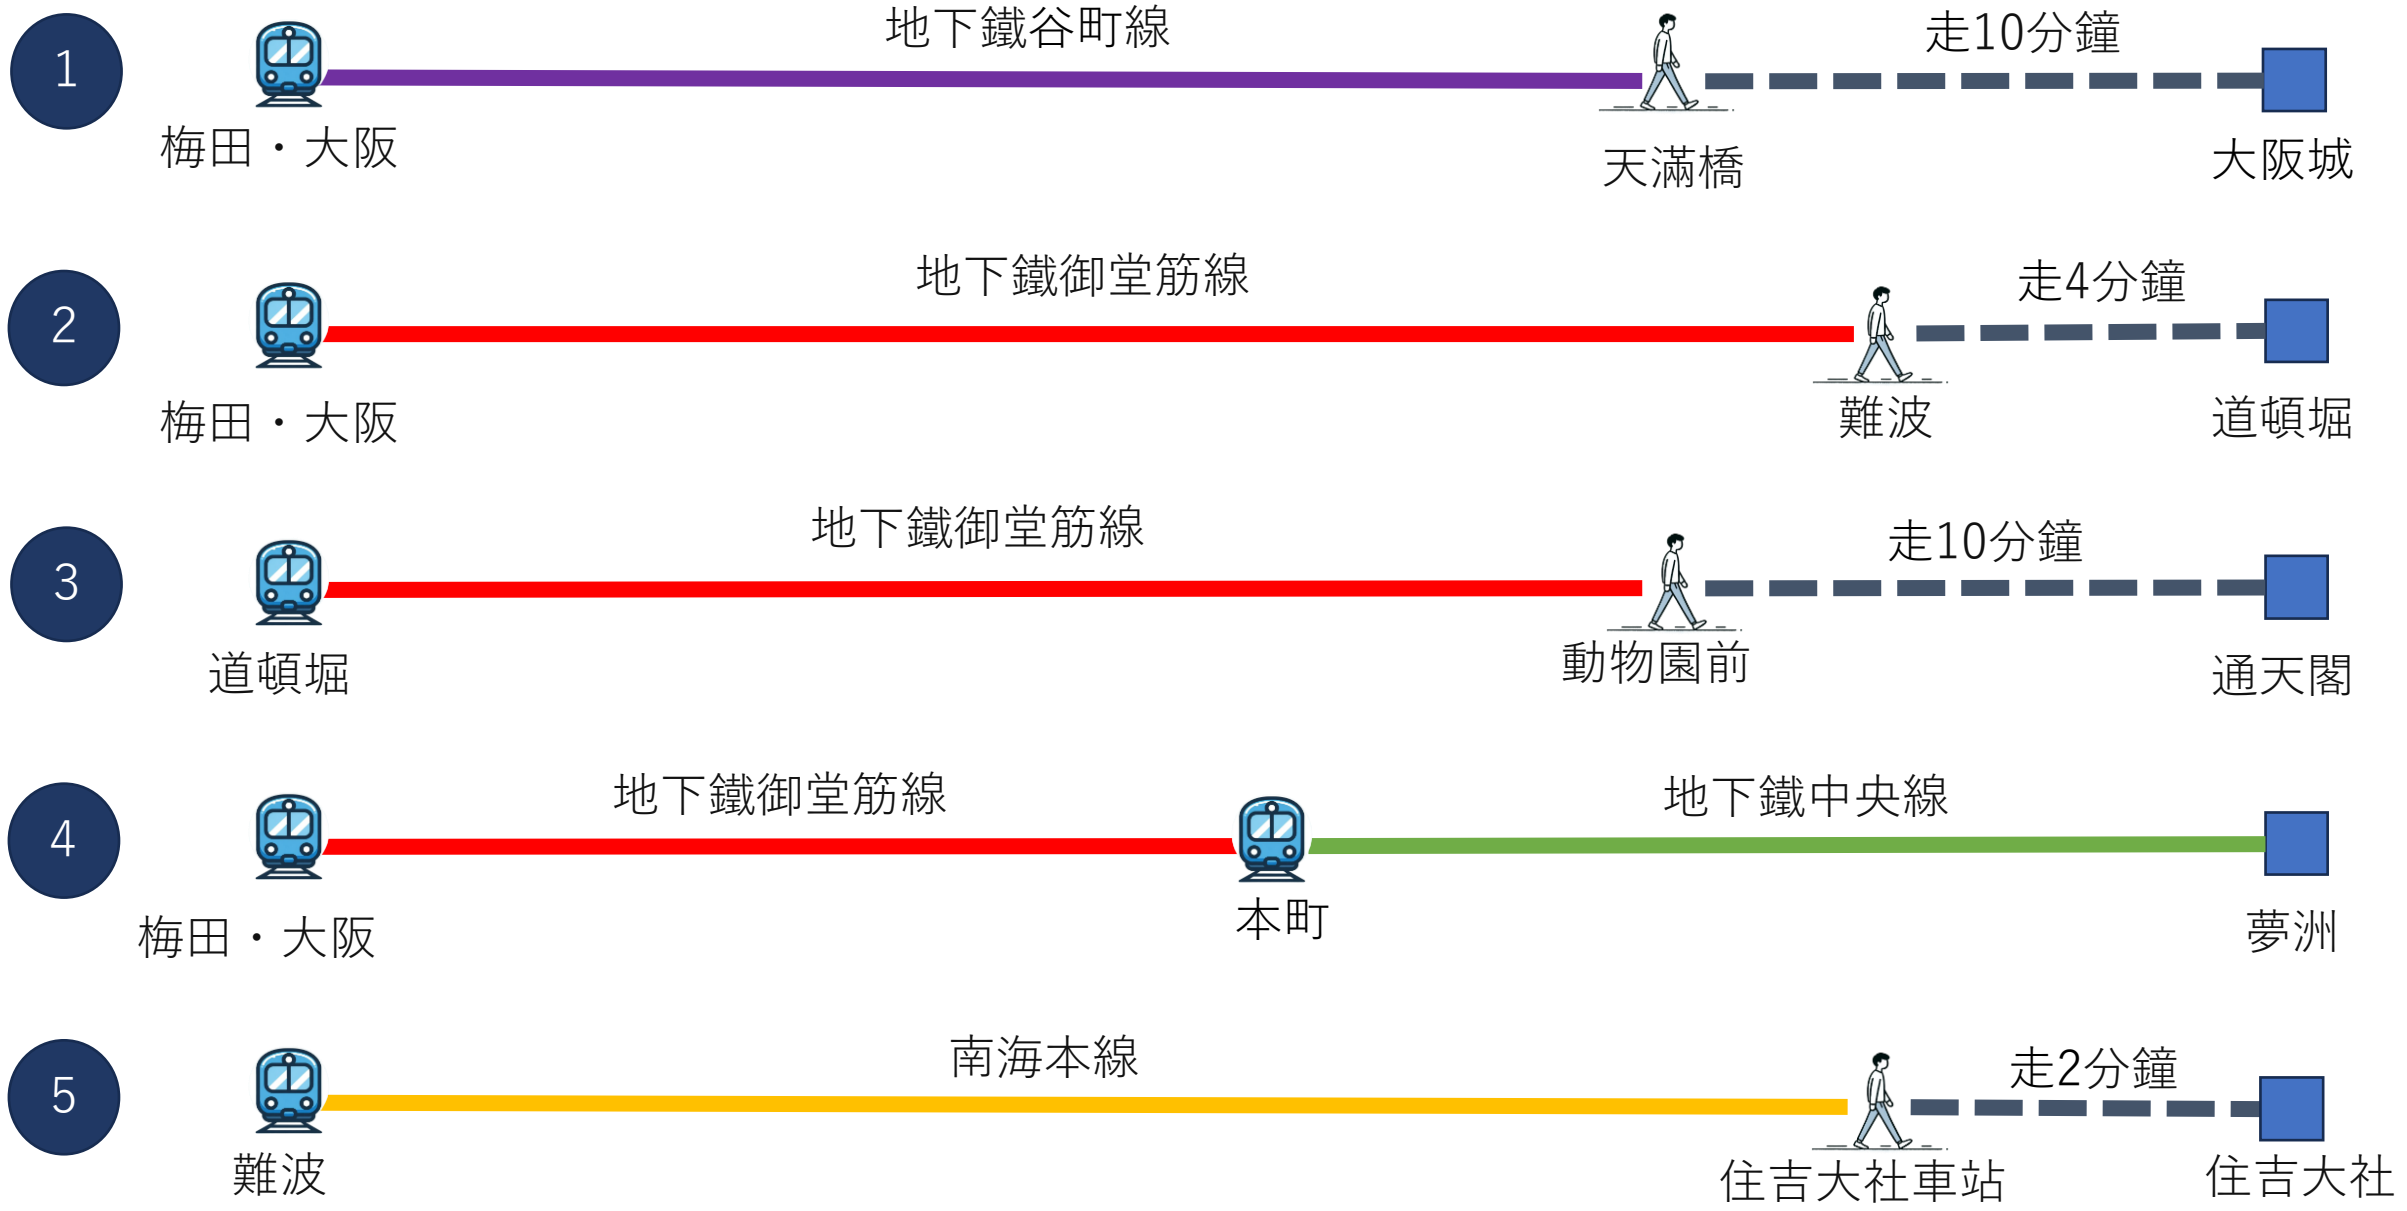 1
地下鐵谷町線
走10分鐘
梅田・大阪
天滿橋
大阪城
2
地下鐵御堂筋線
走4分鐘
梅田・大阪
難波
道頓堀
3
地下鐵御堂筋線
走10分鐘
道頓堀
動物園前
通天閣
4
地下鐵御堂筋線
地下鐵中央線
梅田・大阪
本町
夢洲
5
南海本線
走2分鐘
難波
住吉大社車站
住吉大社